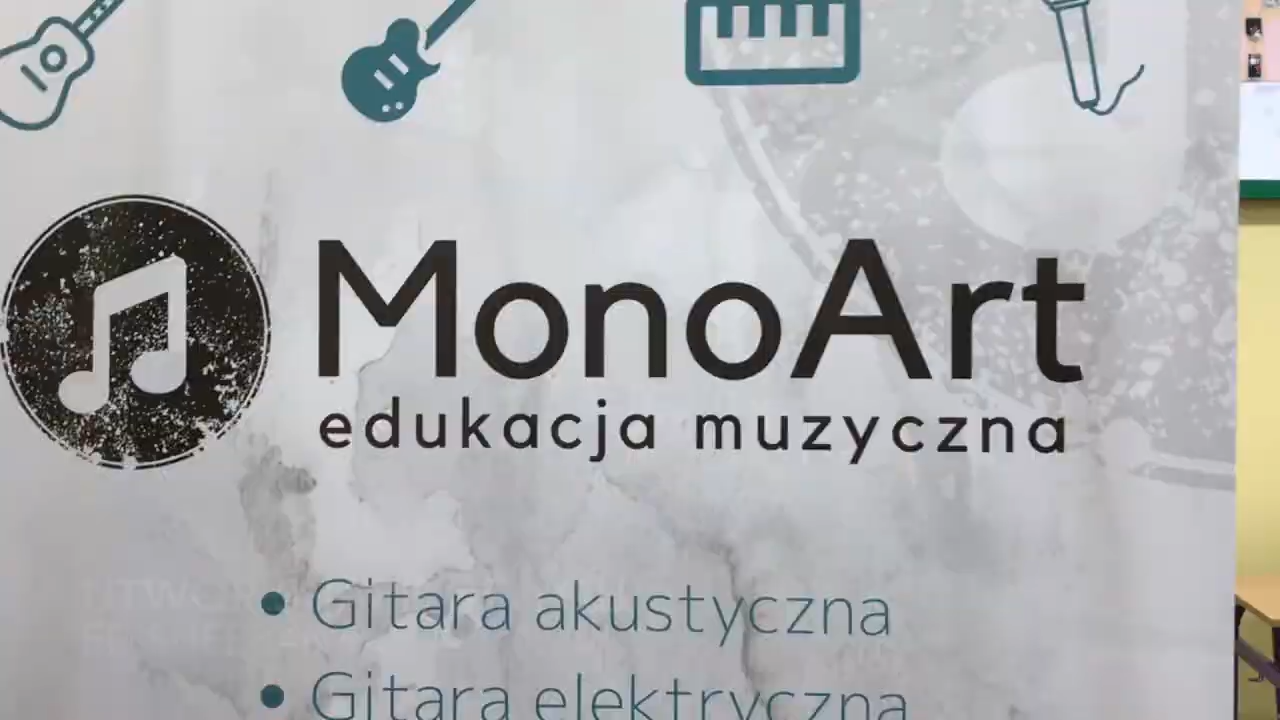 MonoArt
edukacja muzyczna
• Gitara akustyczna
• Gitara elektryczna